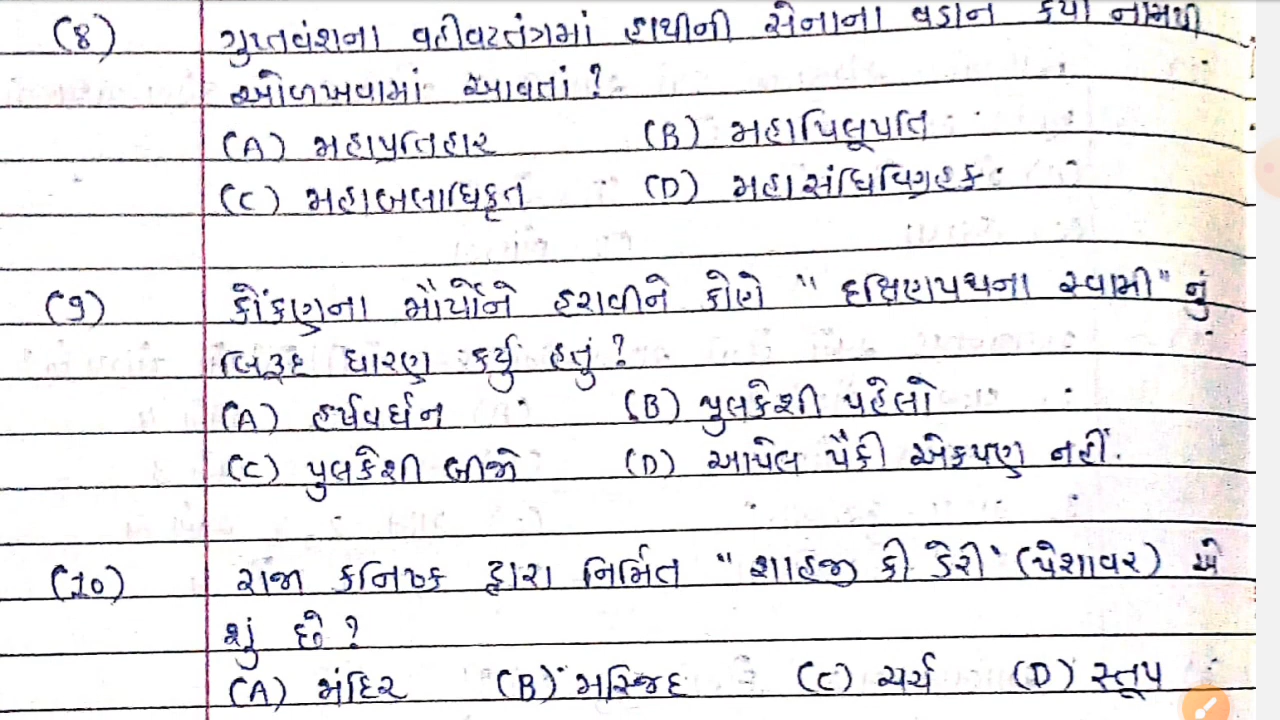 (8) ગુપ્તવંશના વહીવટતંત્રમાં હાથીની સેનાના વડાને કયા નામથી
ઓળખવામાં આવતાં ?
(A) મહાપ્રતિહાર (B) મહાપિલૂપતિ
(C) મહાબલાધિકૃત (D) મહાસંધિવિગ્રહક
(9) કોંકણના મૌર્યોને હરાવીને કોણે "દક્ષિણપથના સ્વામી" નું
બિરૂદ ધારણ કર્યુ હતું ?
(A) હર્ષવર્ધન (B) પુલકેશી પહેલો
(C) પુલકેશી બીજો (D) આપેલ પૈકી એકપણ નહીં.
(10) રાજા કનિષ્ક દ્વારા નિર્મિત "શાહજી કી ડેરી" (પેશાવર) એ
શું છે ?
(A) મંદિર (B) મસ્જિદ (C) ચર્ચ (D) સ્તૂપ